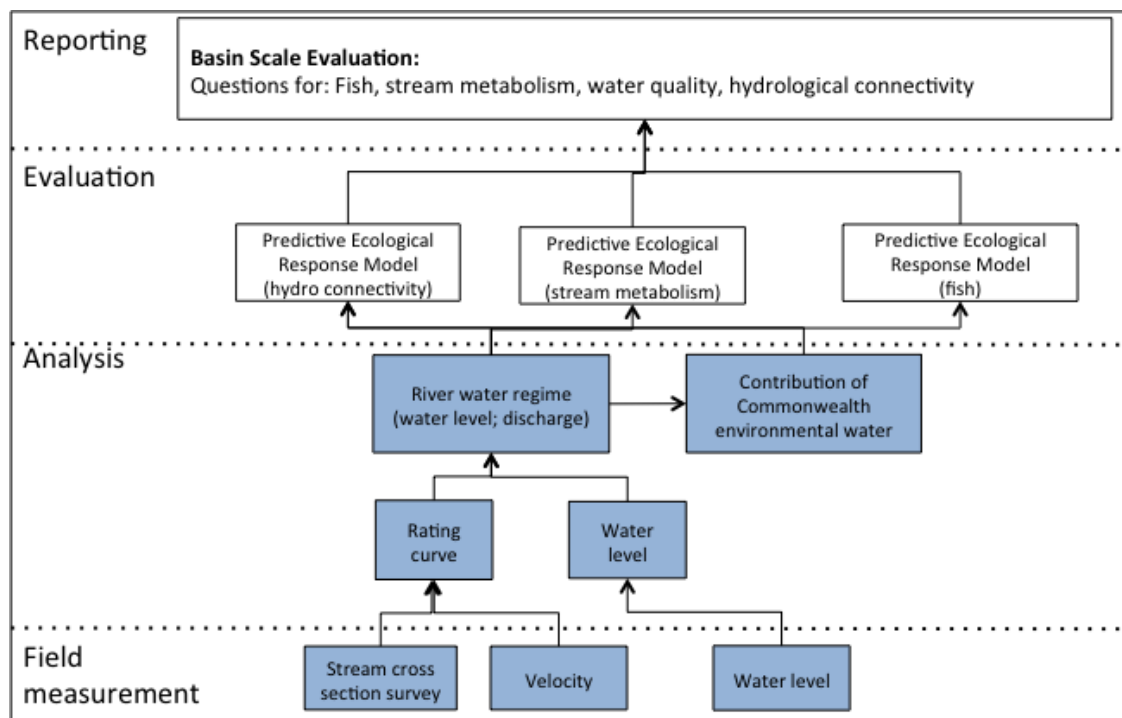 Reporting
Basin Scale Evaluation:
Questions for: Fish, stream metabolism, water quality, hydrological connectivity
Evaluation
Predictive Ecological
Response Model
(hydro connectivity)
Predictive Ecological
Response Model
(stream metabolism)
Predictive Ecological
Response Model
(fish)
Analysis
River water regime
(water level; discharge)
Contribution of
Commonwealth
environmental water
Rating
curve
Water
level
Field
measurement
Stream cross
section survey
Velocity
Water level